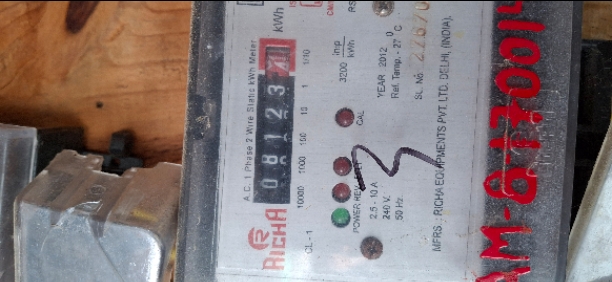 A.C. 1 Phase 2 Wire Static kWh Meter
RICHA
0 8 1 2 3
kWh
10000 1000 100 10 1 1/10
CL - 1
3200 imp
kWh
CAL
POWER REV
2.5 - 10 A
240 V
50 Hz
YEAR 2012
Ref. Temp. - 27 °C
SL. No.
MFRS.: RICHA EQUIPMENTS PVT. LTD. DELHI, (INDIA).